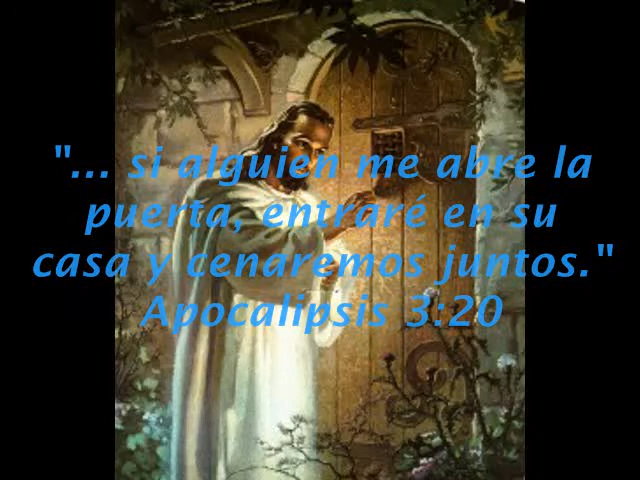 "... si alguien me abre la
puerta, entraré en su
casa y cenaremos juntos."
Apocalipsis 3:20